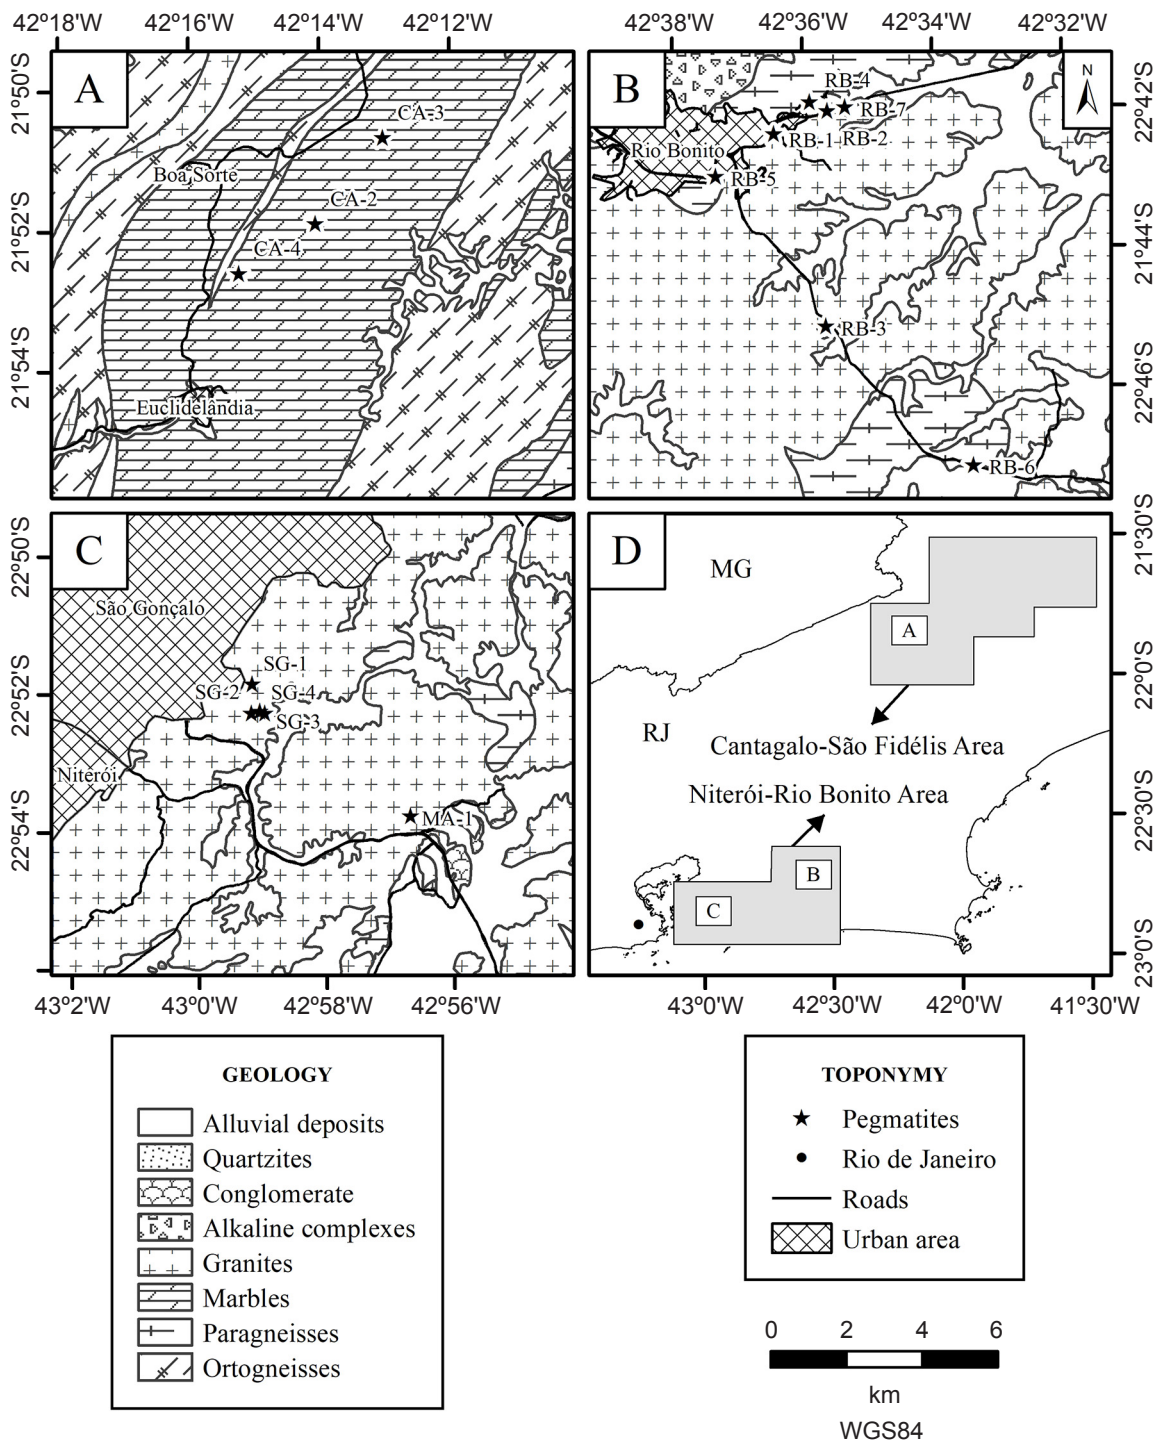 42°18'W 42°16'W 42°14'W 42°12'W
42°38'W 42°36'W 42°34'W 42°32'W
A
21°50'S
21°52'S
21°54'S
CA-3
Boa Sorte
CA-2
CA-4
Euclidelândia
B
N
RB-4
RB-7
RB-1 RB-2
Rio Bonito
RB-5
RB-3
RB-6
22°42'S
21°44'S
22°46'S
C
22°50'S
22°52'S
22°54'S
São Gonçalo
SG-1
SG-2 SG-4
SG-3
Niterói
MA-1
43°2'W 43°0'W 42°58'W 42°56'W
D
MG
A
RJ
Cantagalo-São Fidélis Area
Niterói-Rio Bonito Area
B
C
21°30'S
22°0'S
22°30'S
23°0'S
43°0'W 42°30'W 42°0'W 41°30'W
GEOLOGY
Alluvial deposits
Quartzites
Conglomerate
Alkaline complexes
Granites
Marbles
Paragneisses
Ortogneisses
TOPONYMY
Pegmatites
Rio de Janeiro
Roads
Urban area
0 2 4 6
km
WGS84